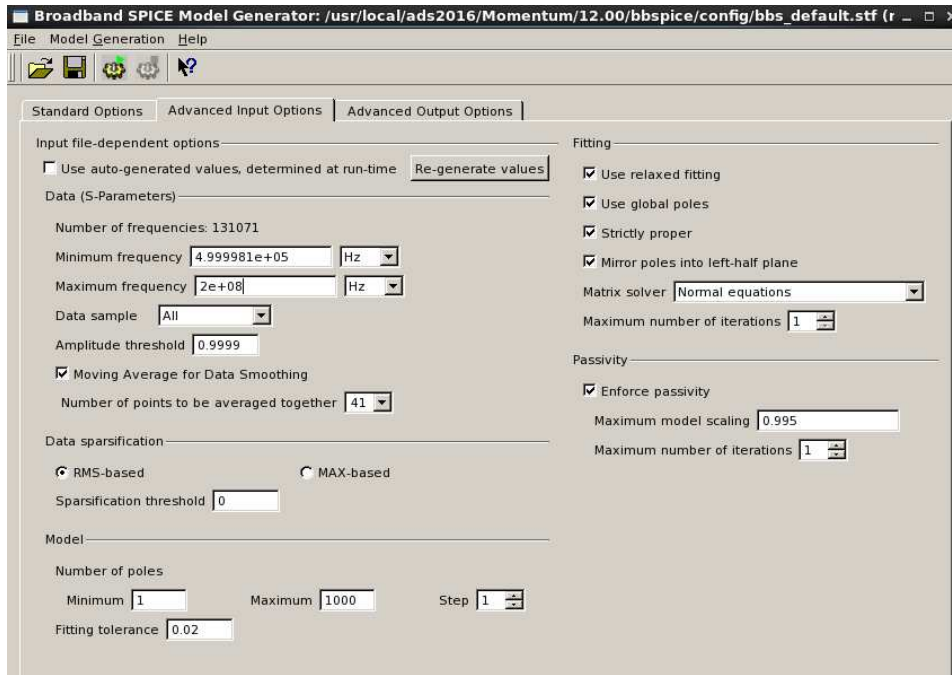 Broadband SPICE Model Generator: /usr/local/ads2016/Momentum/12.00/bbspice/config/bbs_default.stf (r
File Model Generation Help
Standard Options Advanced Input Options Advanced Output Options
Input file-dependent options
Use auto-generated values, determined at run-time Re-generate values
Data (S-Parameters)
Number of frequencies: 131071
Minimum frequency 4.999981e+05 Hz
Maximum frequency 2e+08 Hz
Data sample All
Amplitude threshold 0.9999
Moving Average for Data Smoothing
Number of points to be averaged together 41
Data sparsification
RMS-based MAX-based
Sparsification threshold 0
Model
Number of poles
Minimum 1 Maximum 1000 Step 1
Fitting tolerance 0.02
Fitting
Use relaxed fitting
Use global poles
Strictly proper
Mirror poles into left-half plane
Matrix solver Normal equations
Maximum number of iterations 1
Passivity
Enforce passivity
Maximum model scaling 0.995
Maximum number of iterations 1